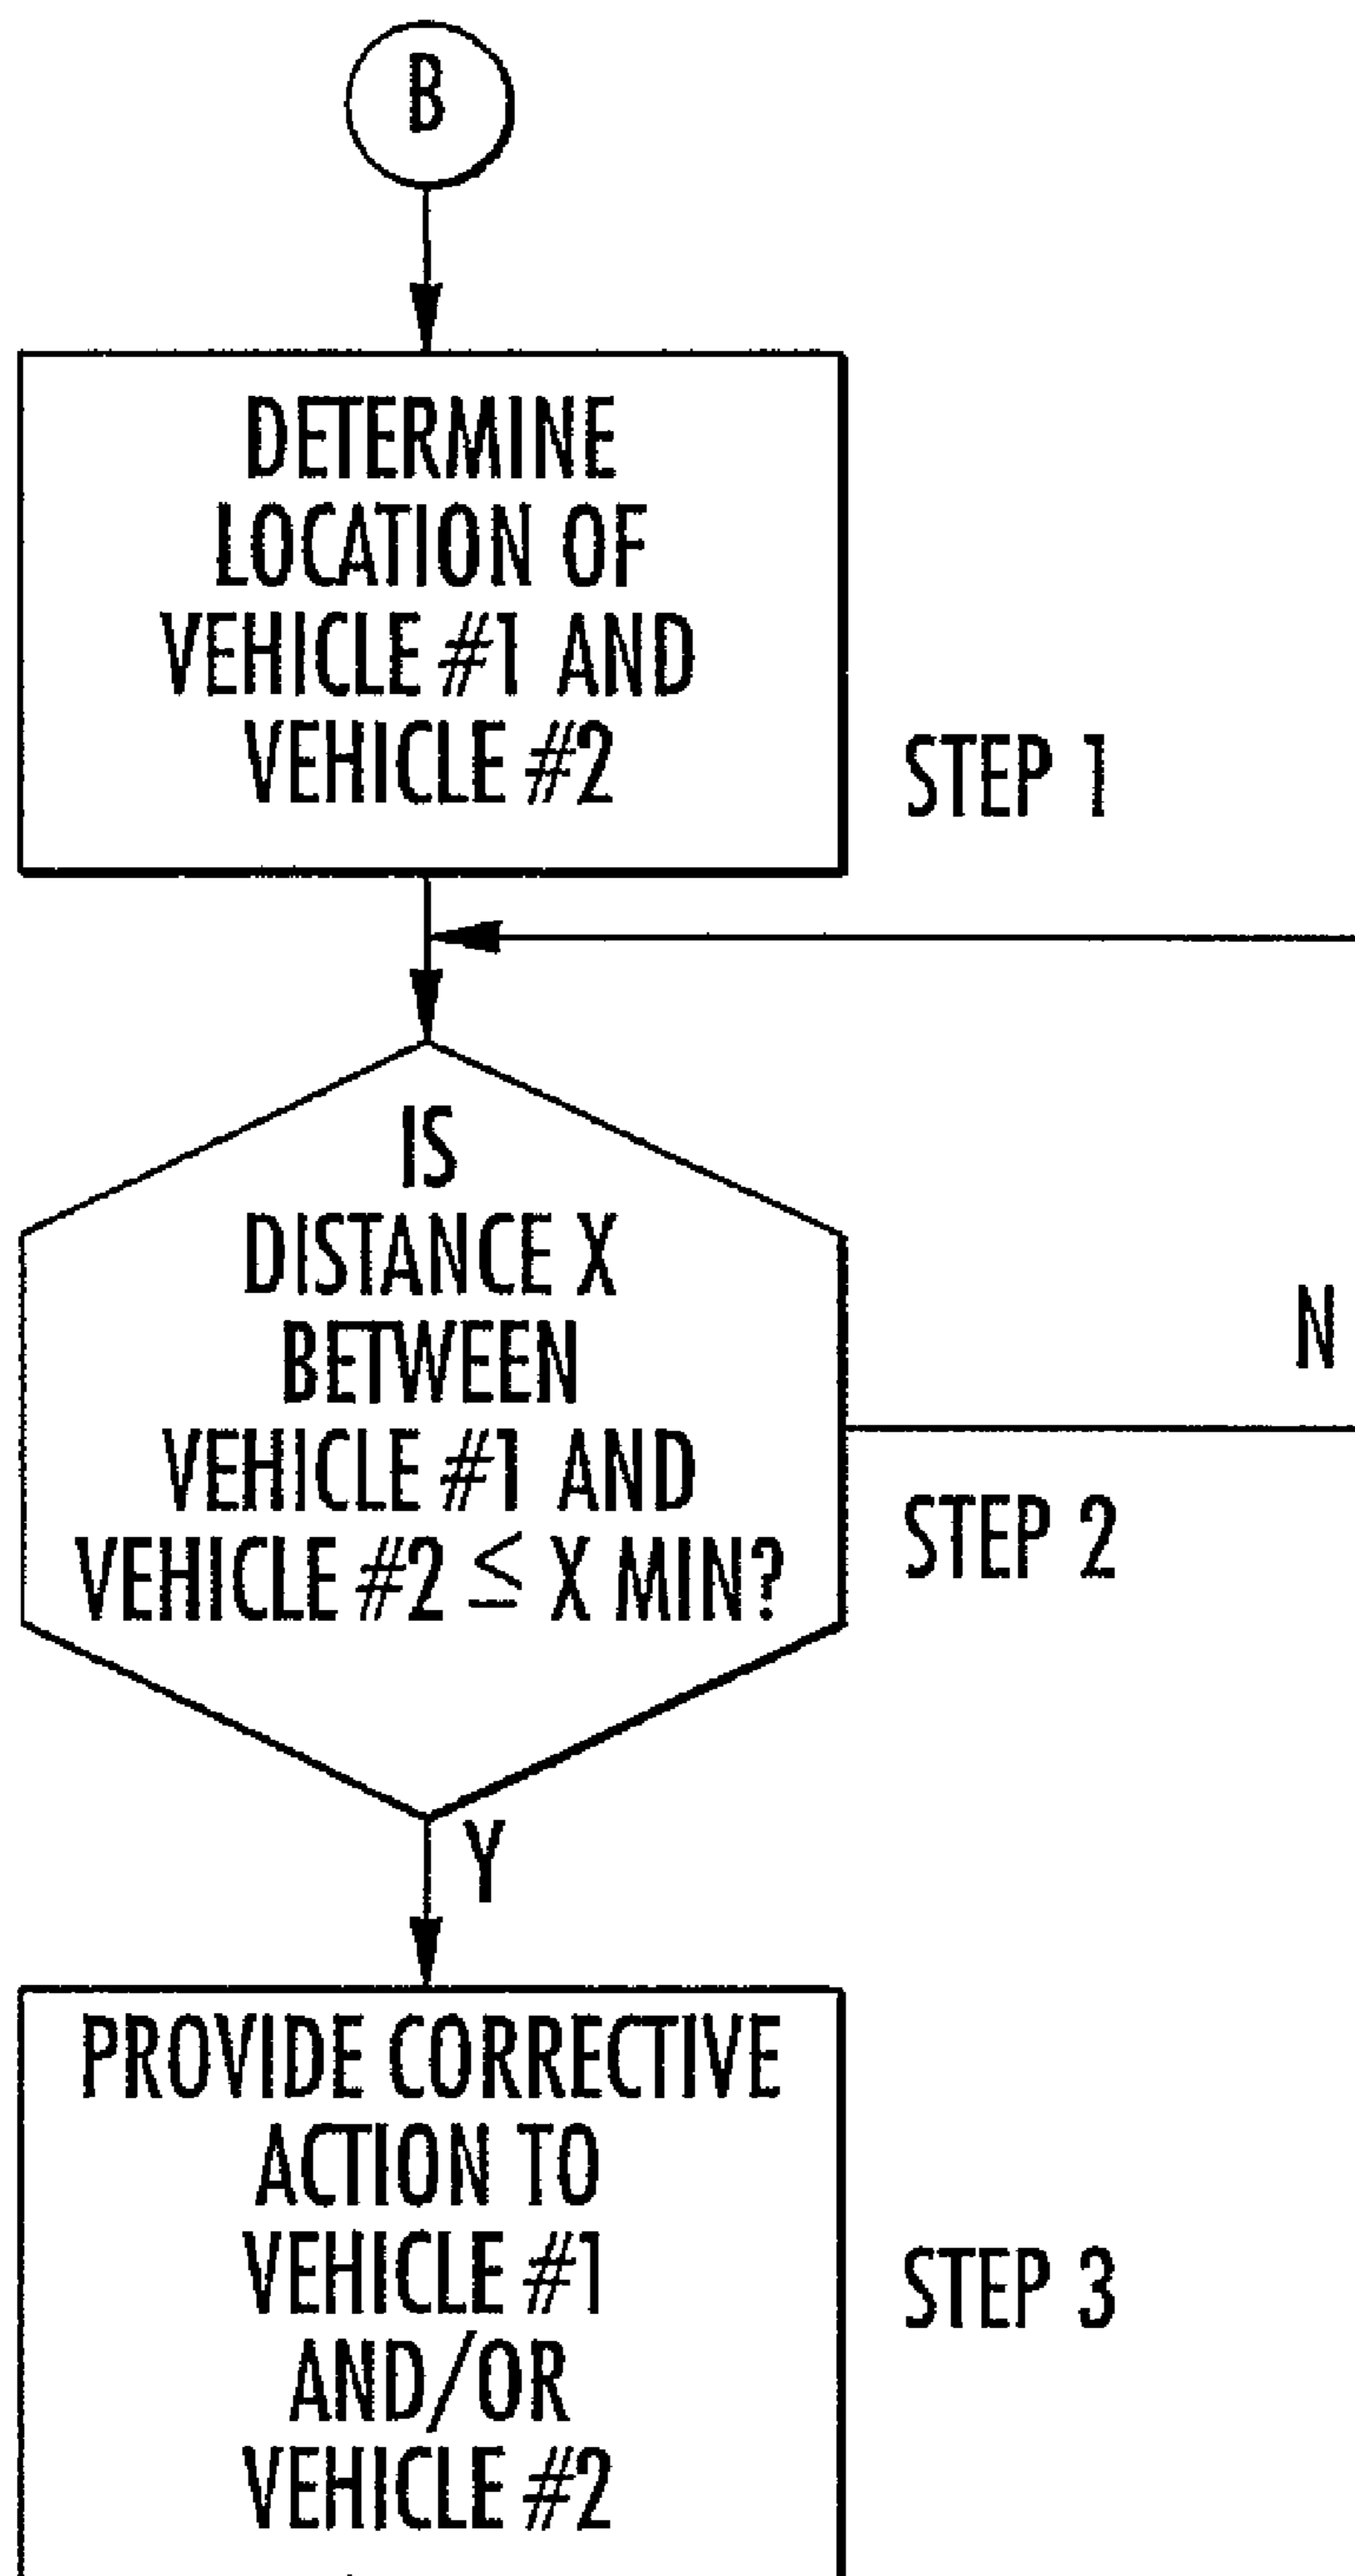 B
DETERMINE
LOCATION OF
VEHICLE #1 AND
VEHICLE #2
STEP 1
IS
DISTANCE X
BETWEEN
VEHICLE #1 AND
VEHICLE #2 ≤ X MIN?
N
STEP 2
Y
PROVIDE CORRECTIVE
ACTION TO
VEHICLE #1
AND/OR
VEHICLE #2
STEP 3